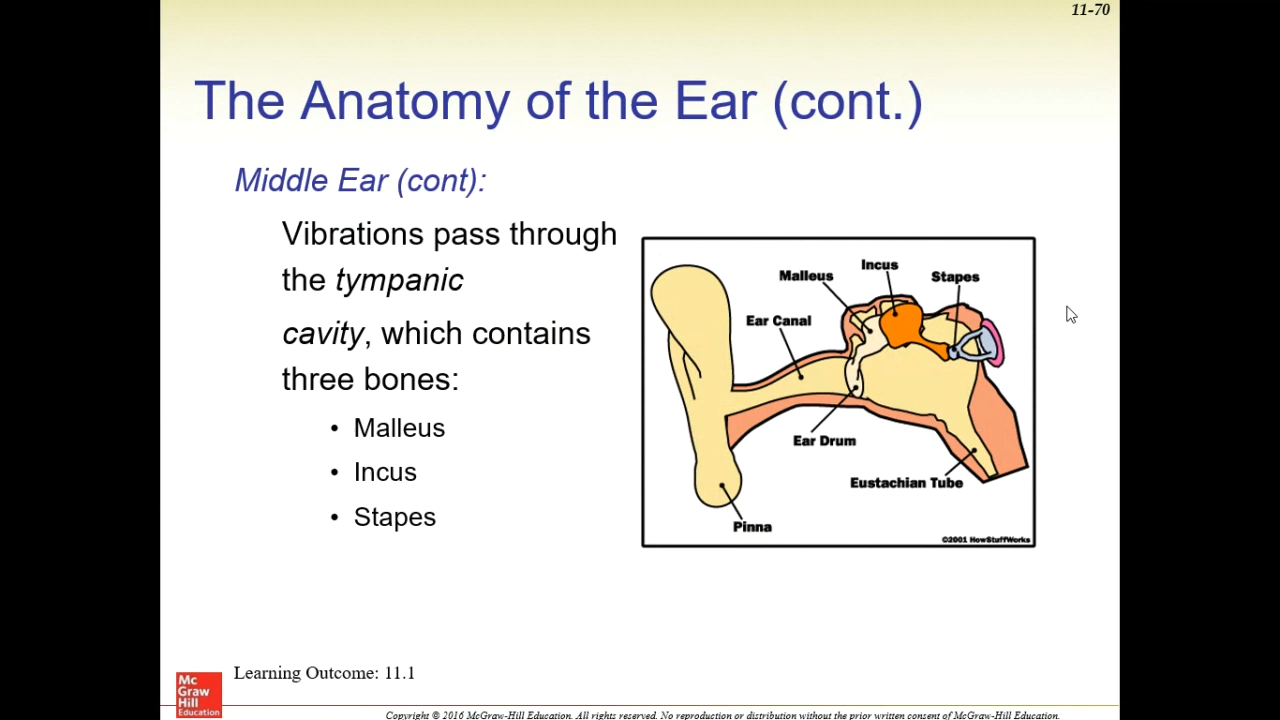 11-70
The Anatomy of the Ear (cont.)
Middle Ear (cont):
Vibrations pass through
the tympanic
cavity, which contains
three bones:
• Malleus
• Incus
• Stapes
Malleus
Incus
Stapes
Ear Canal
Ear Drum
Eustachian Tube
Pinna
©2001 HowStuffWorks
Learning Outcome: 11.1
Mc
Graw
Hill
Education
Copyright © 2016 McGraw-Hill Education. All rights reserved. No reproduction or distribution without the prior written consent of McGraw-Hill Education.